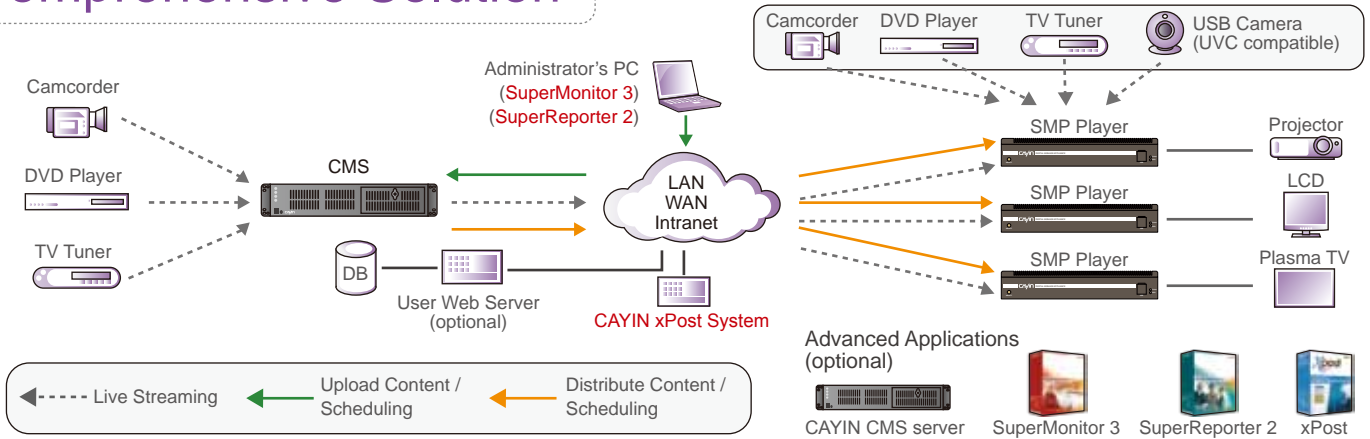 Camcorder
DVD Player
TV Tuner
USB Camera
(UVC compatible)
Administrator's PC
(SuperMonitor 3)
(SuperReporter 2)
Camcorder
DVD Player
TV Tuner
CMS
LAN
WAN
Intranet
SMP Player
SMP Player
SMP Player
Projector
LCD
Plasma TV
DB
User Web Server
(optional)
CAYIN xPost System
Advanced Applications
(optional)
CAYIN CMS server
SuperMonitor 3
SuperReporter 2
xPost
Live Streaming
Upload Content /
Scheduling
Distribute Content /
Scheduling